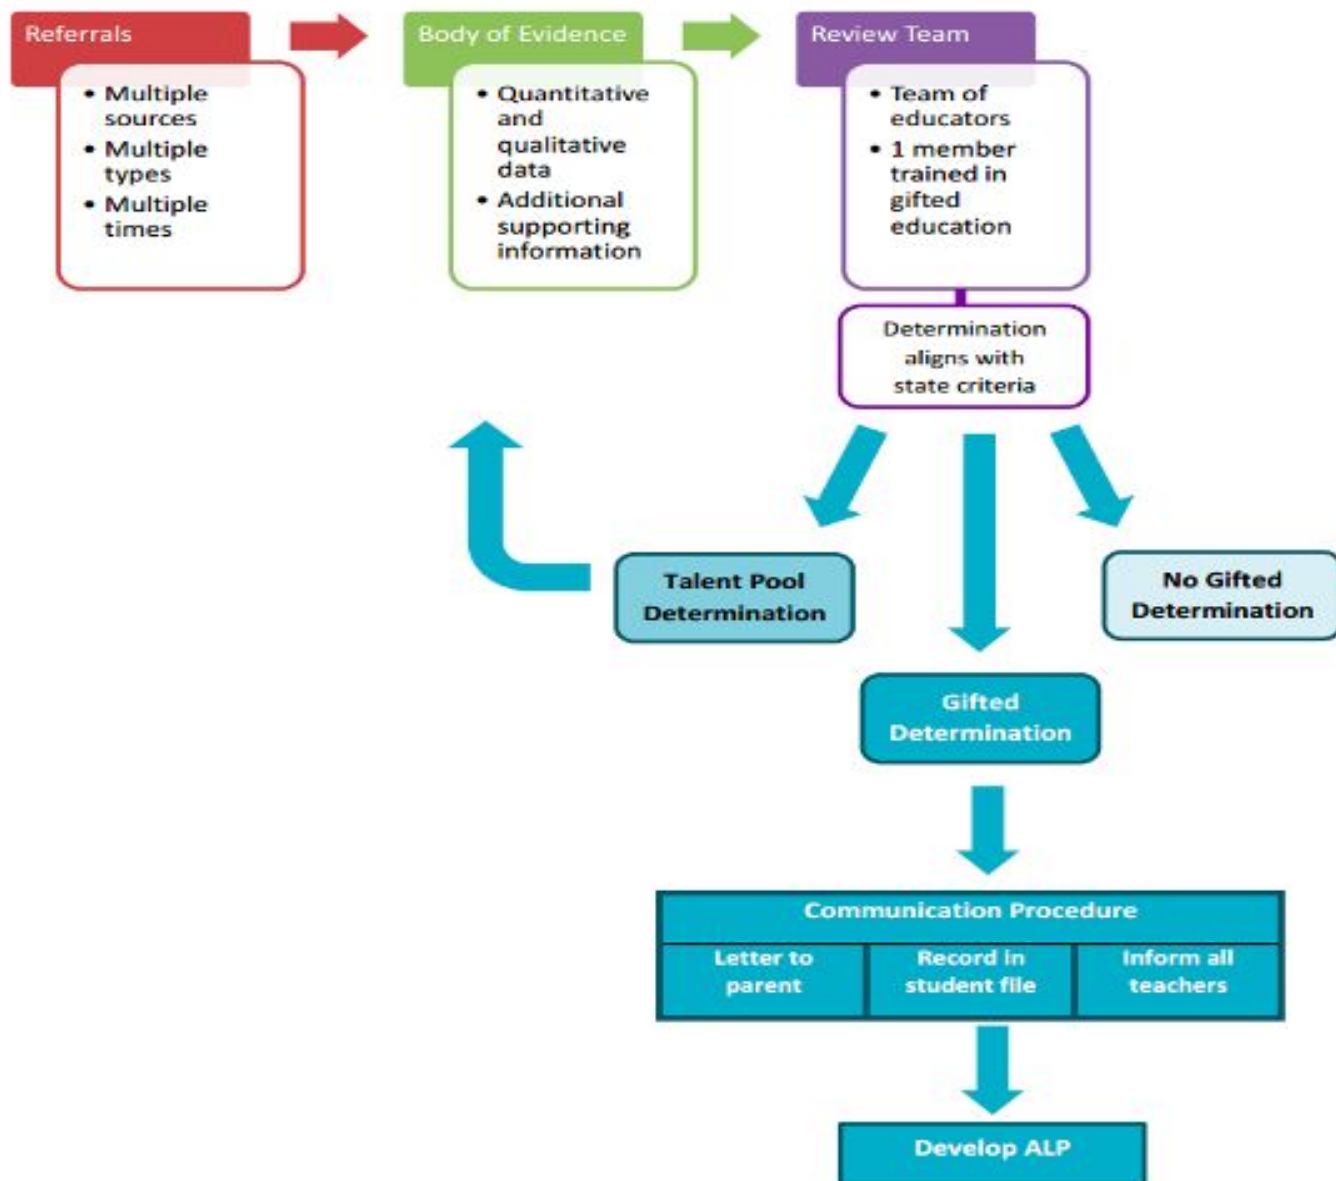 Referrals
• Multiple
sources
• Multiple
types
• Multiple
times
Body of Evidence
• Quantitative
and
qualitative
data
• Additional
supporting
information
Review Team
• Team of
educators
• 1 member
trained in
gifted
education
Determination
aligns with
state criteria
Talent Pool
Determination
No Gifted
Determination
Gifted
Determination
Communication Procedure
Letter to
parent
Record in
student file
Inform all
teachers
Develop ALP